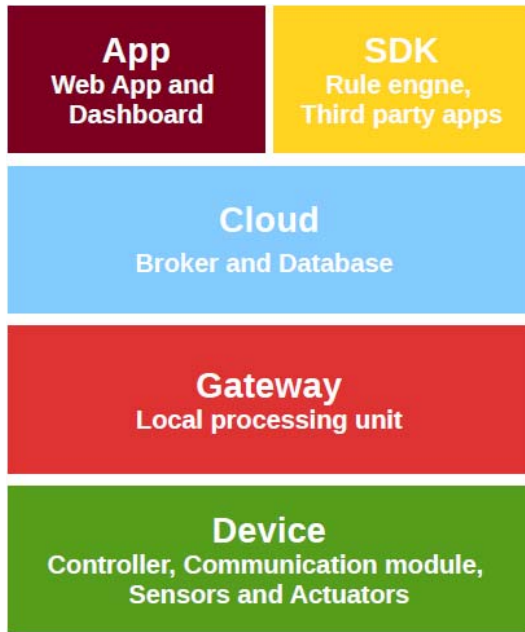 App
Web App and
Dashboard
SDK
Rule engne,
Third party apps
Cloud
Broker and Database
Gateway
Local processing unit
Device
Controller, Communication module,
Sensors and Actuators